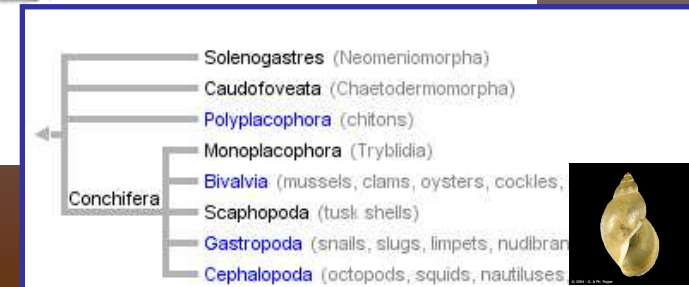 Solenogastres (Neomeniomorpha)
Caudofoveata (Chaetodermomorpha)
Polyplacophora (chitons)
Monoplacophora (Tryblidia)
Conchifera
Bivalvia (mussels, clams, oysters, cockles,
Scaphopoda (tusk shells)
Gastropoda (snails, slugs, limpets, nudibran
Cephalopoda (octopods, squids, nautiluses